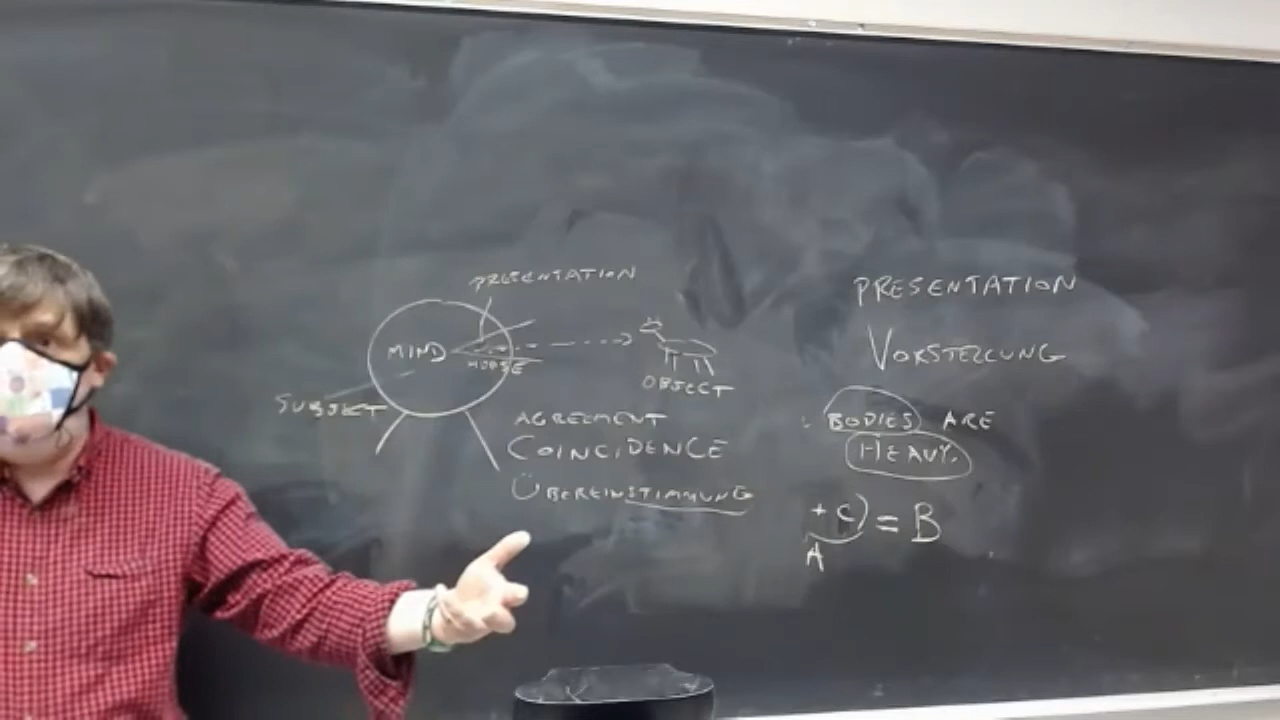 PRESENTATION
MIND
HORSE
OBJECT
SUBJECT
AGREEMENT
COINCIDENCE
ÜBEREINSTIMMUNG
PRESENTATION
VORSTELLUNG
BODIES ARE
HEAVY.
+ C) = B
A